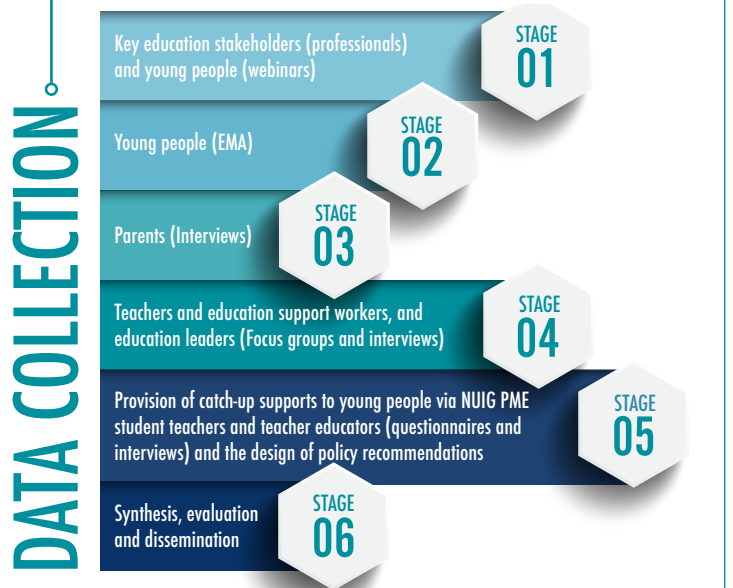 DATA COLLECTION
Key education stakeholders (professionals)
and young people (webinars)
STAGE
01
Young people (EMA)
STAGE
02
Parents (Interviews)
STAGE
03
Teachers and education support workers, and
education leaders (Focus groups and interviews)
STAGE
04
Provision of catch-up supports to young people via NUIG PME
student teachers and teacher educators (questionnaires and
interviews) and the design of policy recommendations
STAGE
05
Synthesis, evaluation
and dissemination
STAGE
06